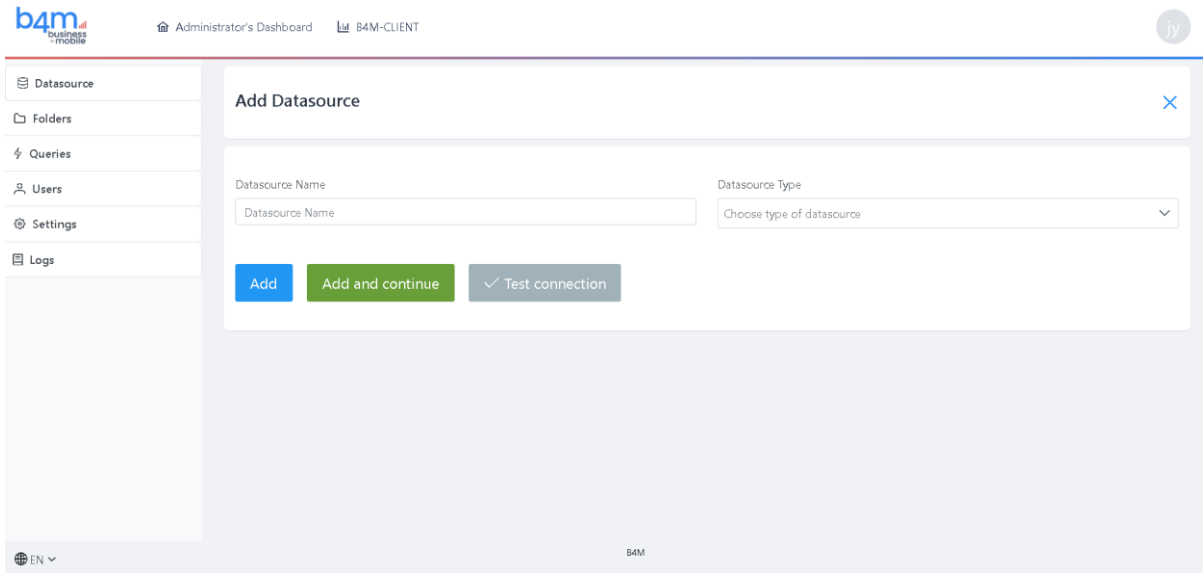 b4m
business
mobile
Administrator's Dashboard
B4M-CLIENT
jy
Datasource
Folders
Queries
Users
Settings
Logs
Add Datasource
Datasource Name
Datasource Type
Datasource Name
Choose type of datasource
Add
Add and continue
Test connection
EN
B4M